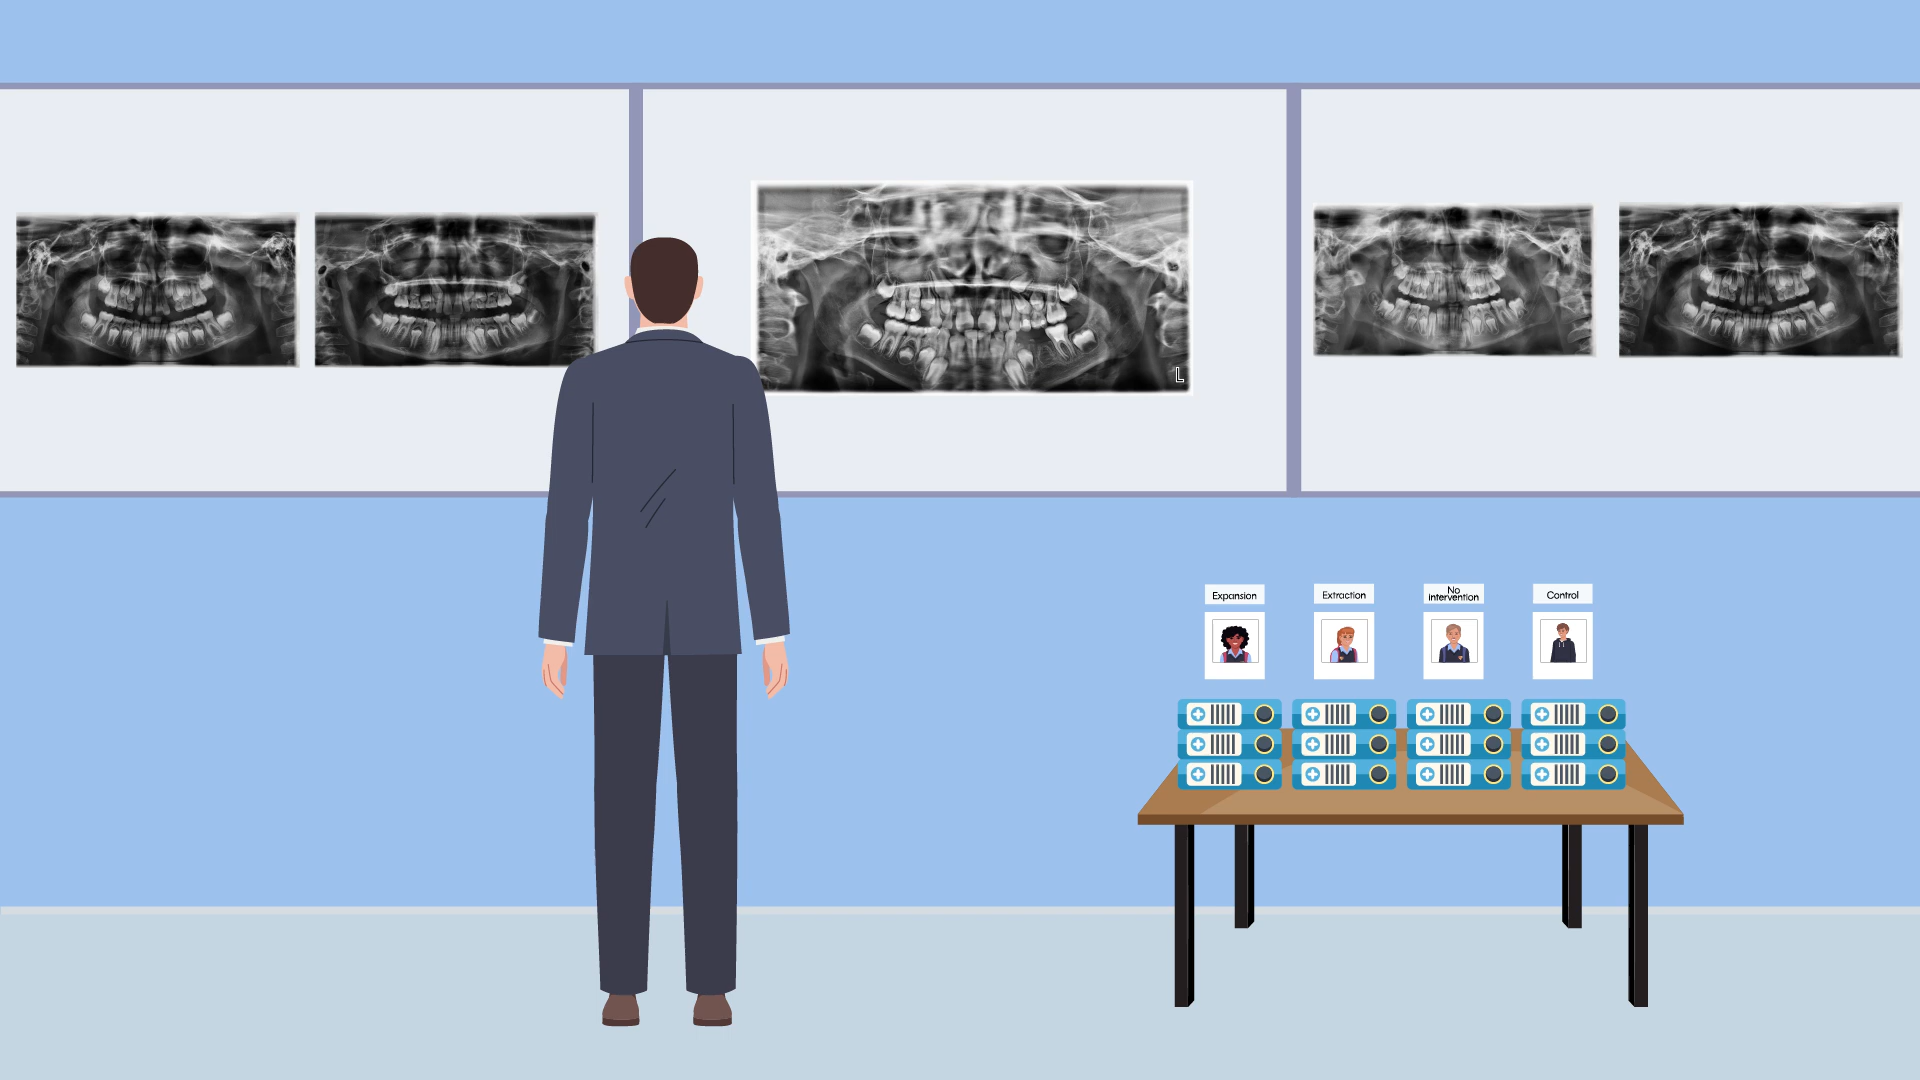 L
Expansion
Extraction
No
intervention
Control